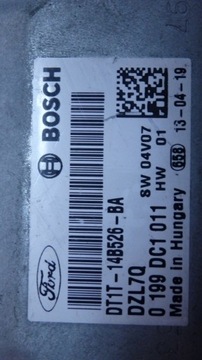 BOSCH
SW 04V07
HW 01
658
13-04-19
Ford
DT1T-14B526-BA
DZL7Q
0 199 DC1 011
Made in Hungary